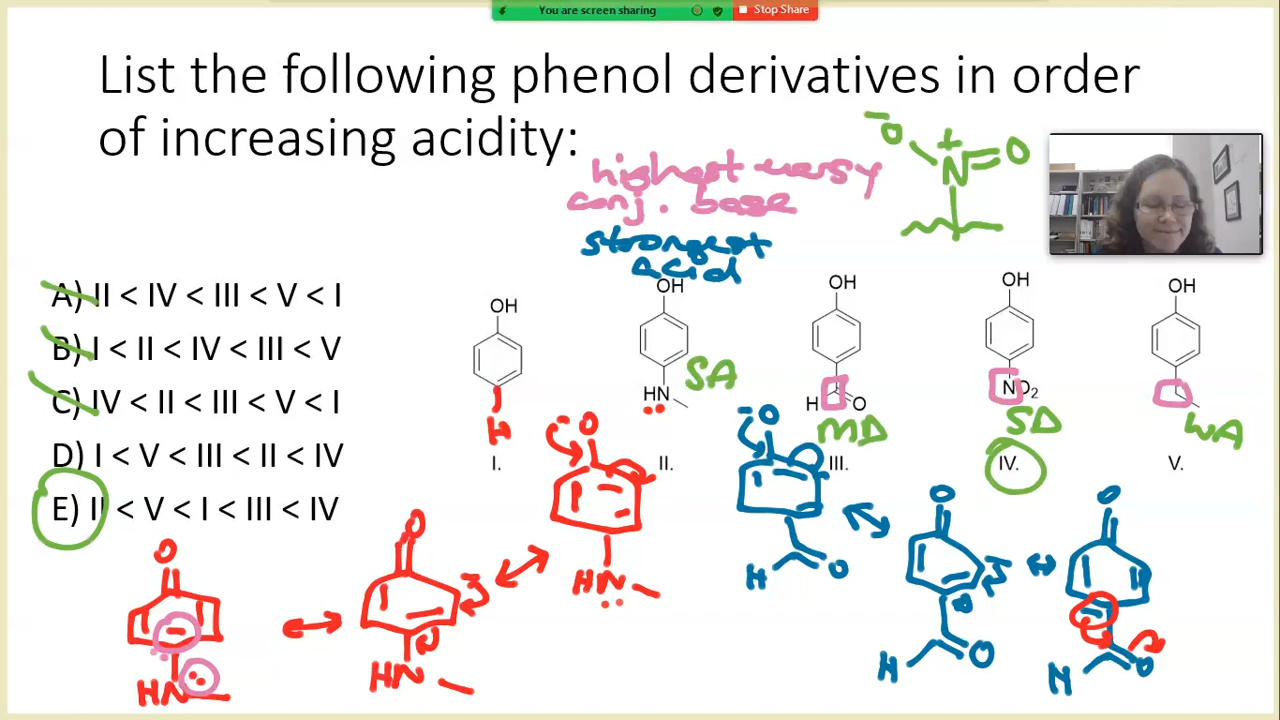 You are screen sharing
Stop Share
List the following phenol derivatives in order
of increasing acidity:
highest energy
conj. base
strongest
acid
-O
N+
=O
A) II < IV < III < V < I
B) I < II < IV < III < V
C) IV < II < III < V < I
D) I < V < III < II < IV
E) II < V < I < III < IV
OH
H
I.
OH
HN
SA
II.
OH
H
O
MD
III.
OH
NO2
SD
IV.
OH
WA
V.
O
HN
O
HN
-O
HN
-O
H
O
O
H
O
O
H
O